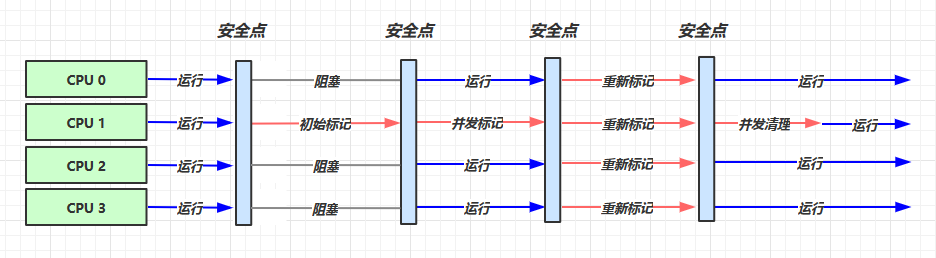 安全点 安全点 安全点 安全点
CPU 0 运行 阻塞 运行 重新标记 运行
CPU 1 运行 初始标记 并发标记 重新标记 并发清理 运行
CPU 2 运行 阻塞 运行 重新标记 运行
CPU 3 运行 阻塞 运行 重新标记 运行